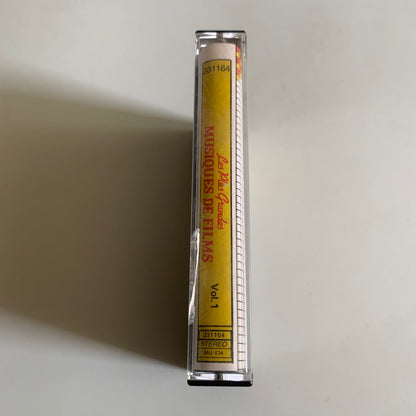 331164
Les Plus Grandes
MUSIQUES DE FILMS
Vol. 1
331164
STEREO
MU 434